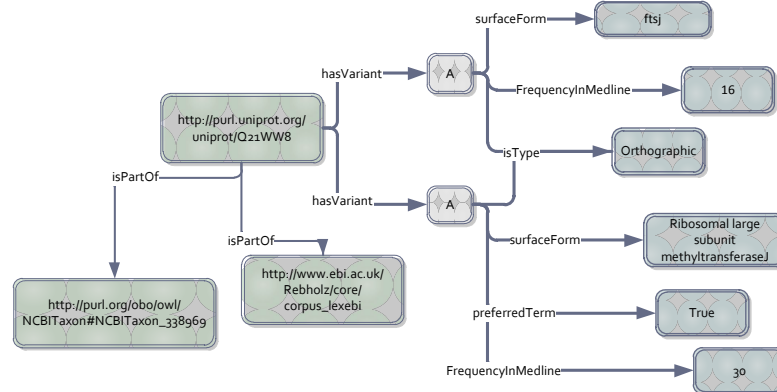 surfaceForm
ftsj
hasVariant
A
FrequencyInMedline
16
http://purl.uniprot.org/
uniprot/Q21WW8
isType
Orthographic
isPartOf
hasVariant
A
isPartOf
surfaceForm
Ribosomal large
subunit
methyltransferaseJ
http://www.ebi.ac.uk/
Rebholz/core/
corpus_lexebi
http://purl.org/obo/owl/
NCBITaxon#NCBITaxon_338969
preferredTerm
True
FrequencyInMedline
30